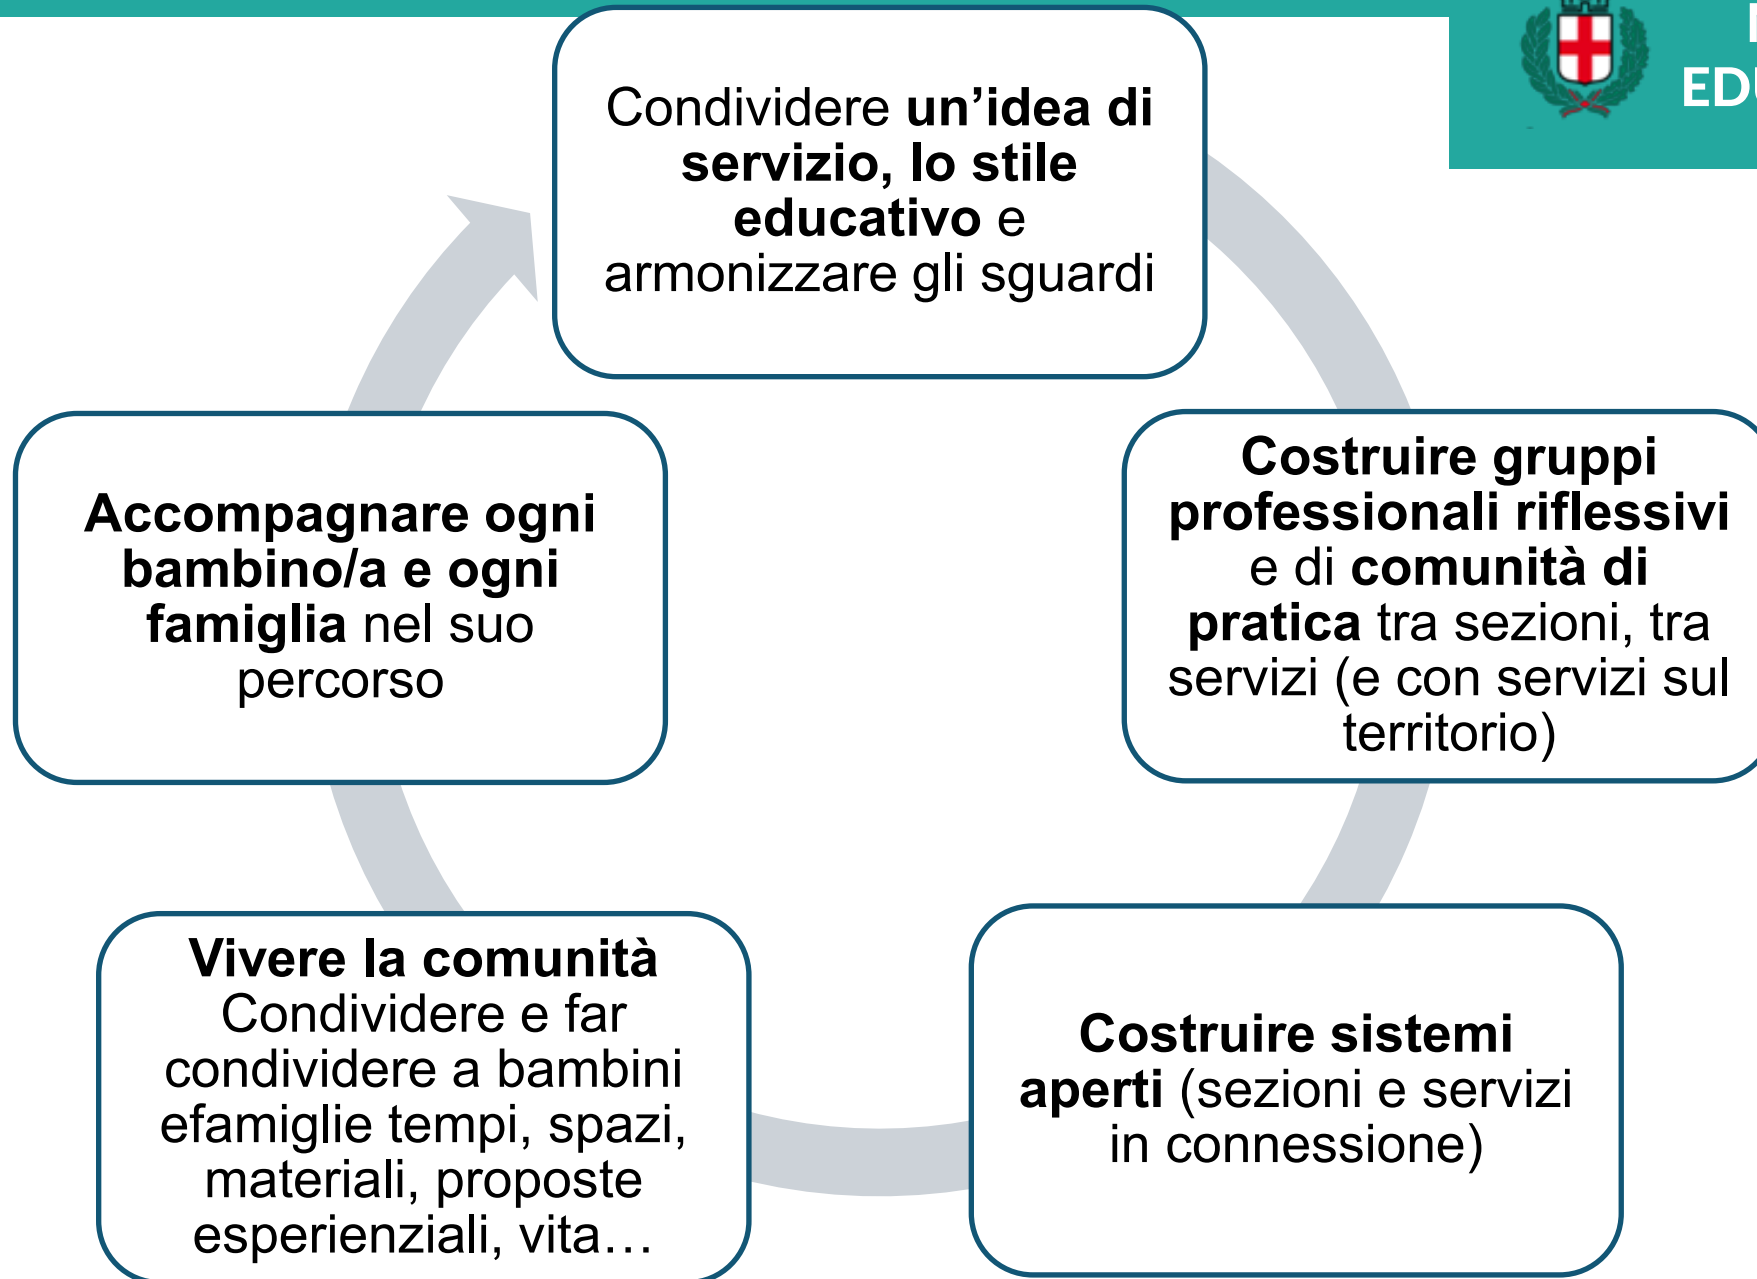 Condividere un’idea di
servizio, lo stile
educativo e
armonizzare gli sguardi
Costruire gruppi
professionali riflessivi
e di comunità di
pratica tra sezioni, tra
servizi (e con servizi sul
territorio)
Costruire sistemi
aperti (sezioni e servizi
in connessione)
Vivere la comunità
Condividere e far
condividere a bambini
efamiglie tempi, spazi,
materiali, proposte
esperienziali, vita…
Accompagnare ogni
bambino/a e ogni
famiglia nel suo
percorso